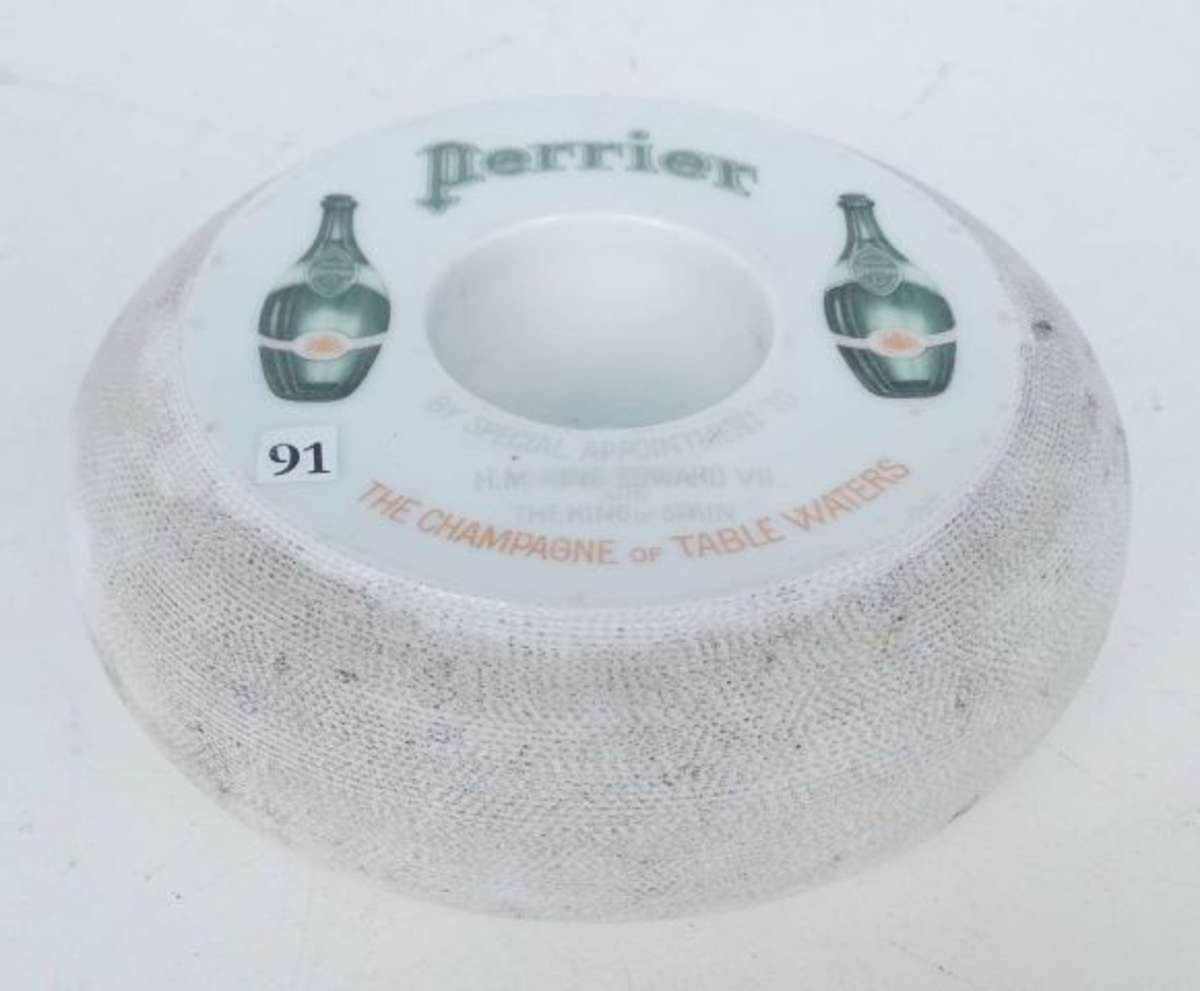 Perrier
BY SPECIAL APPOINTMENT TO
H.M. KING EDWARD VII
AND
THE KING OF SPAIN
THE CHAMPAGNE OF TABLE WATERS
91